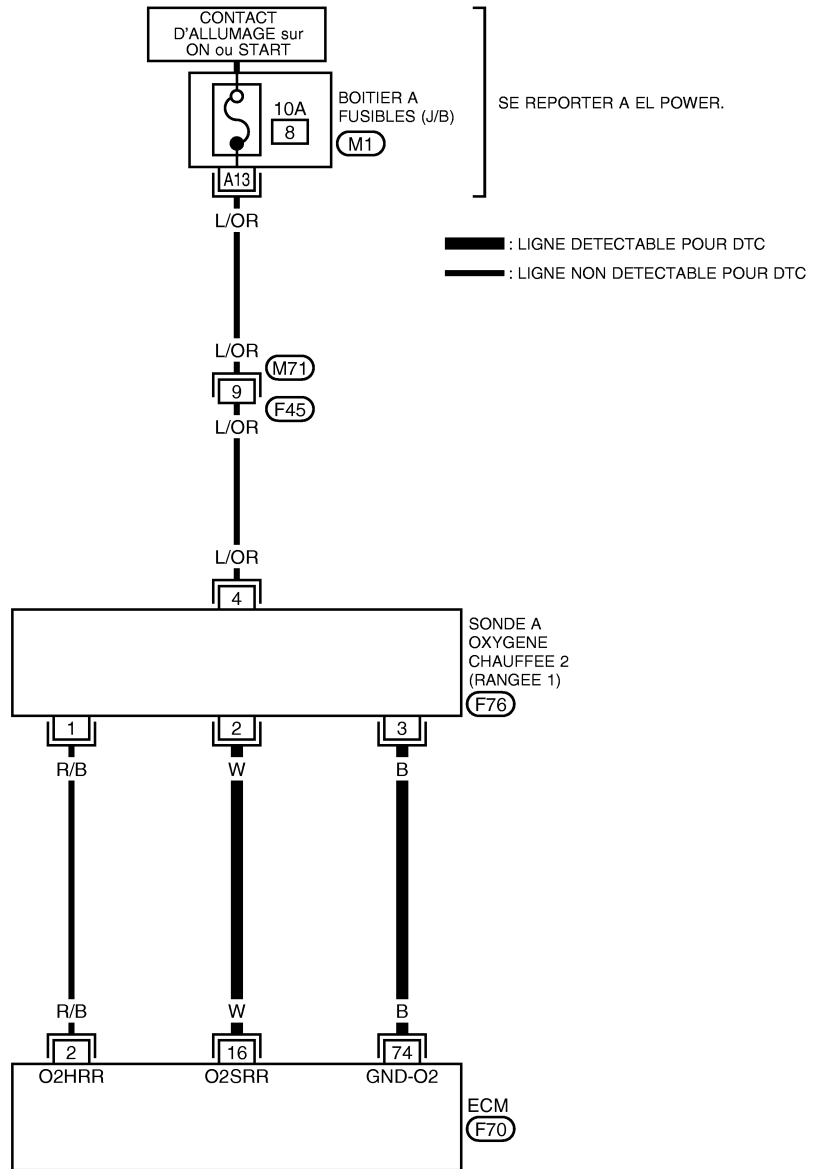 CONTACT
D'ALLUMAGE sur
ON ou START
10A
8
BOITIER A
FUSIBLES (J/B)
M1
SE REPORTER A EL POWER.
A13
L/OR
: LIGNE DETECTABLE POUR DTC
: LIGNE NON DETECTABLE POUR DTC
L/OR
M71
9
F45
L/OR
L/OR
4
SONDE A
OXYGENE
CHAUFFEE 2
(RANGEE 1)
F76
1 2 3
R/B W B
R/B W B
2 16 74
O2HRR O2SRR GND-O2
ECM
F70